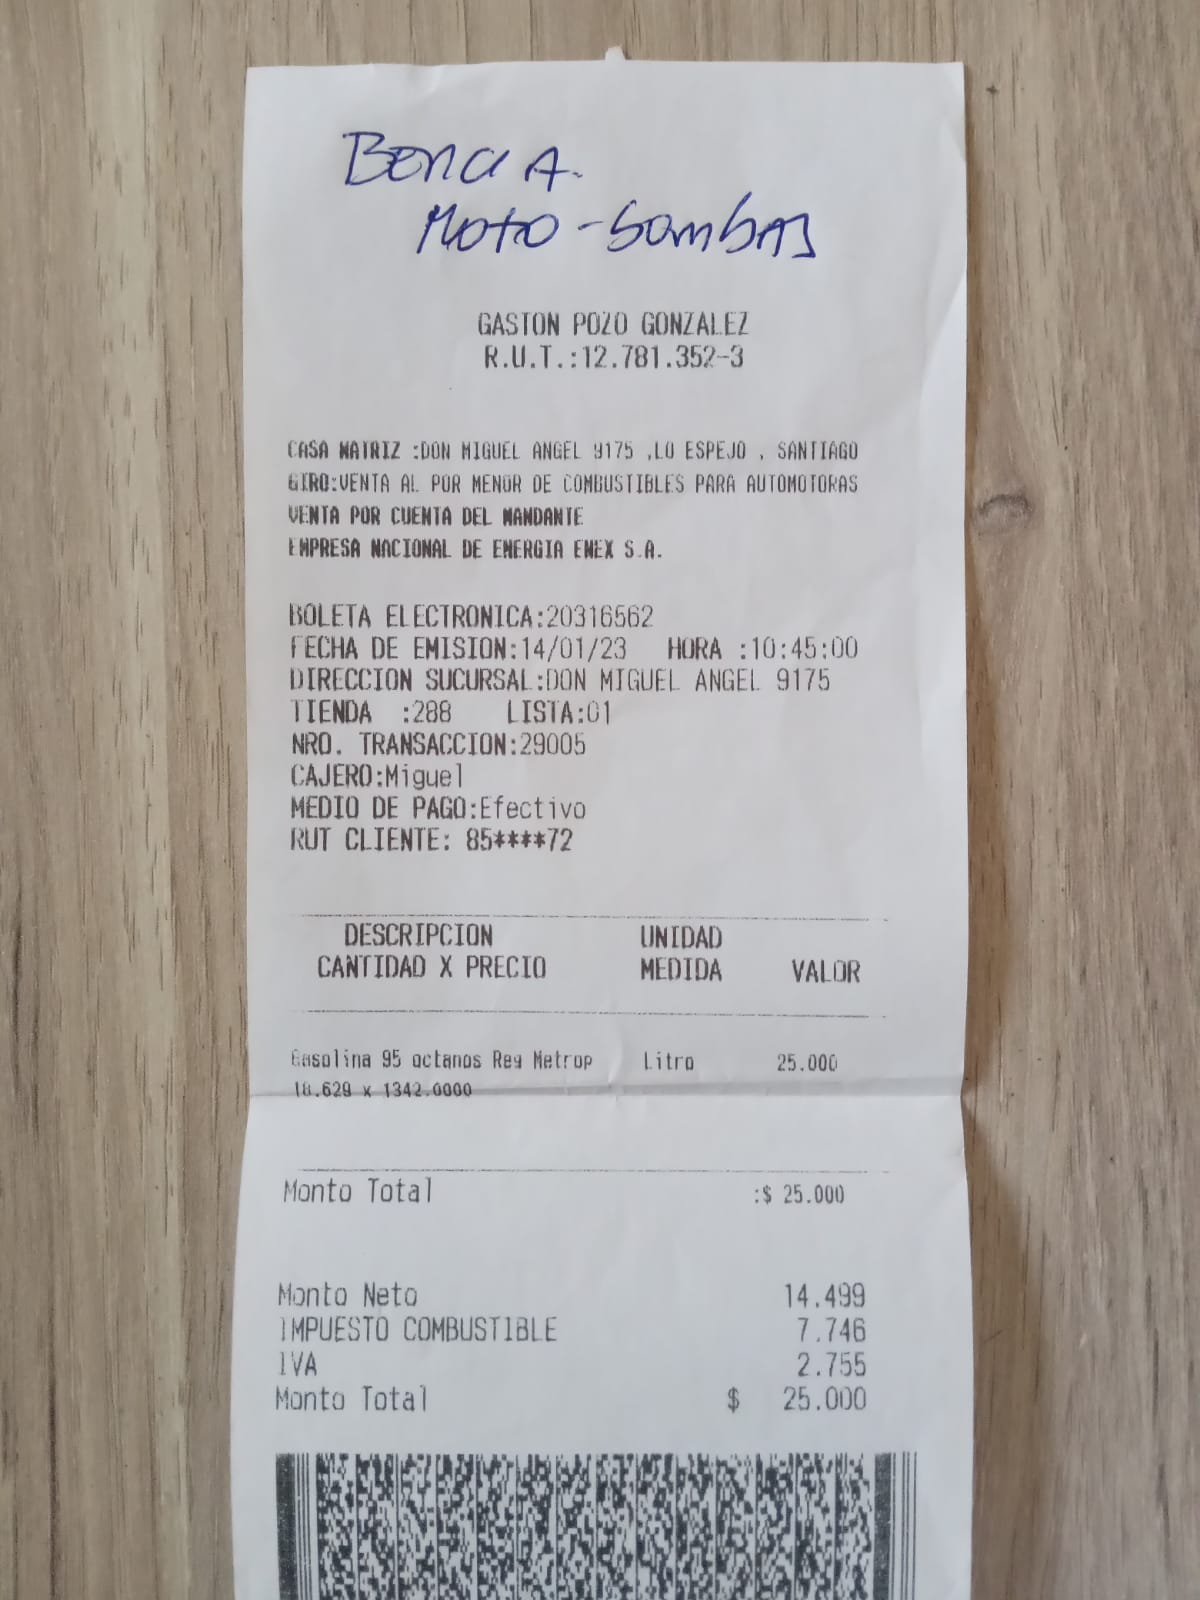 Bencina.
Moto-bombas
GASTON POZO GONZALEZ
R.U.T.:12.781.352-3
CASA MATRIZ :DON MIGUEL ANGEL 9175 ,LO ESPEJO , SANTIAGO
GIRO:VENTA AL POR MENOR DE COMBUSTIBLES PARA AUTOMOTORAS
VENTA POR CUENTA DEL MANDANTE
EMPRESA NACIONAL DE ENERGIA ENEX S.A.
BOLETA ELECTRONICA:20316562
FECHA DE EMISION:14/01/23 HORA :10:45:00
DIRECCION SUCURSAL:DON MIGUEL ANGEL 9175
TIENDA :288 LISTA:01
NRO. TRANSACCION:29005
CAJERO:Miguel
MEDIO DE PAGO:Efectivo
RUT CLIENTE: 85****72
DESCRIPCION UNIDAD
CANTIDAD X PRECIO MEDIDA VALOR
Gasolina 95 octanos Reg Metrop Litro 25.000
18.629 x 1342.0000
Monto Total :$ 25.000
Monto Neto 14.499
IMPUESTO COMBUSTIBLE 7.746
IVA 2.755
Monto Total $ 25.000